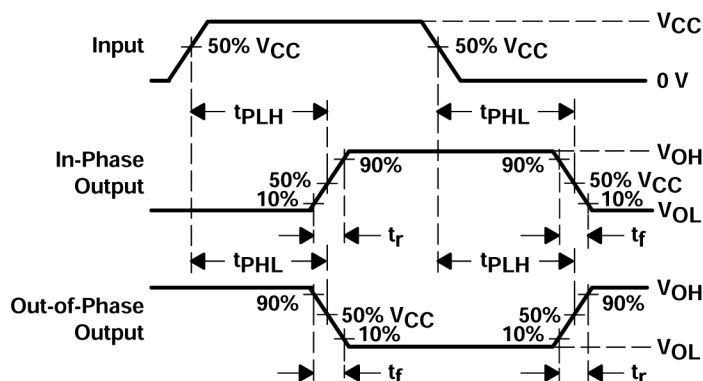 VCC
Input
50% VCC
50% VCC
0 V
tPLH
tPHL
In-Phase
Output
90%
90%
VOH
50%
10%
50% VCC
10%
VOL
tr
tf
tPHL
tPLH
Out-of-Phase
Output
90%
50% VCC
10%
50%
10%
90%
VOH
VOL
tf
tr